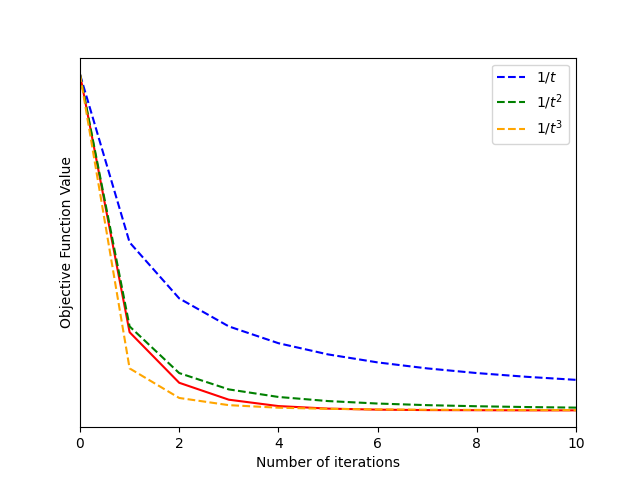 1/t
1/t²
1/t³
Objective Function Value
0
2
4
6
8
10
Number of iterations